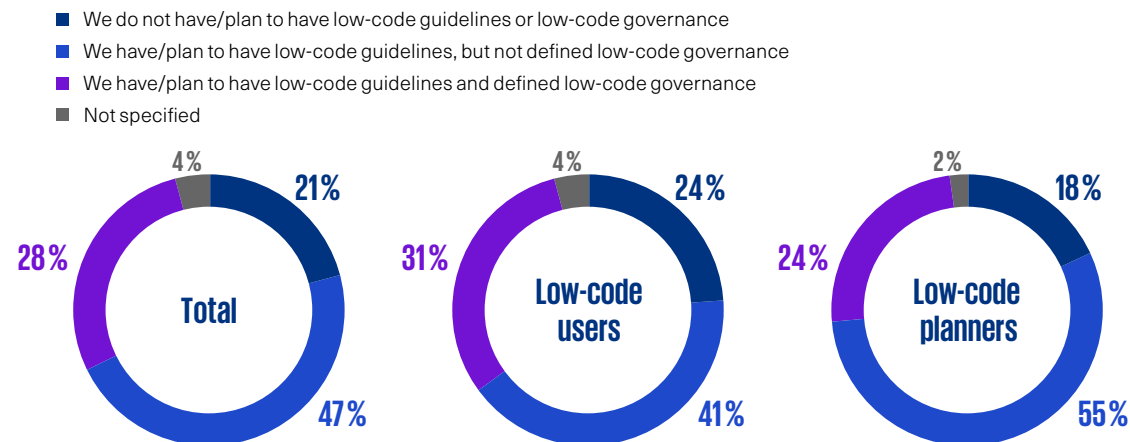 We do not have/plan to have low-code guidelines or low-code governance
We have/plan to have low-code guidelines, but not defined low-code governance
We have/plan to have low-code guidelines and defined low-code governance
Not specified
4%
21%
28%
Total
47%
4%
24%
31%
Low-code
users
41%
2%
18%
24%
Low-code
planners
55%